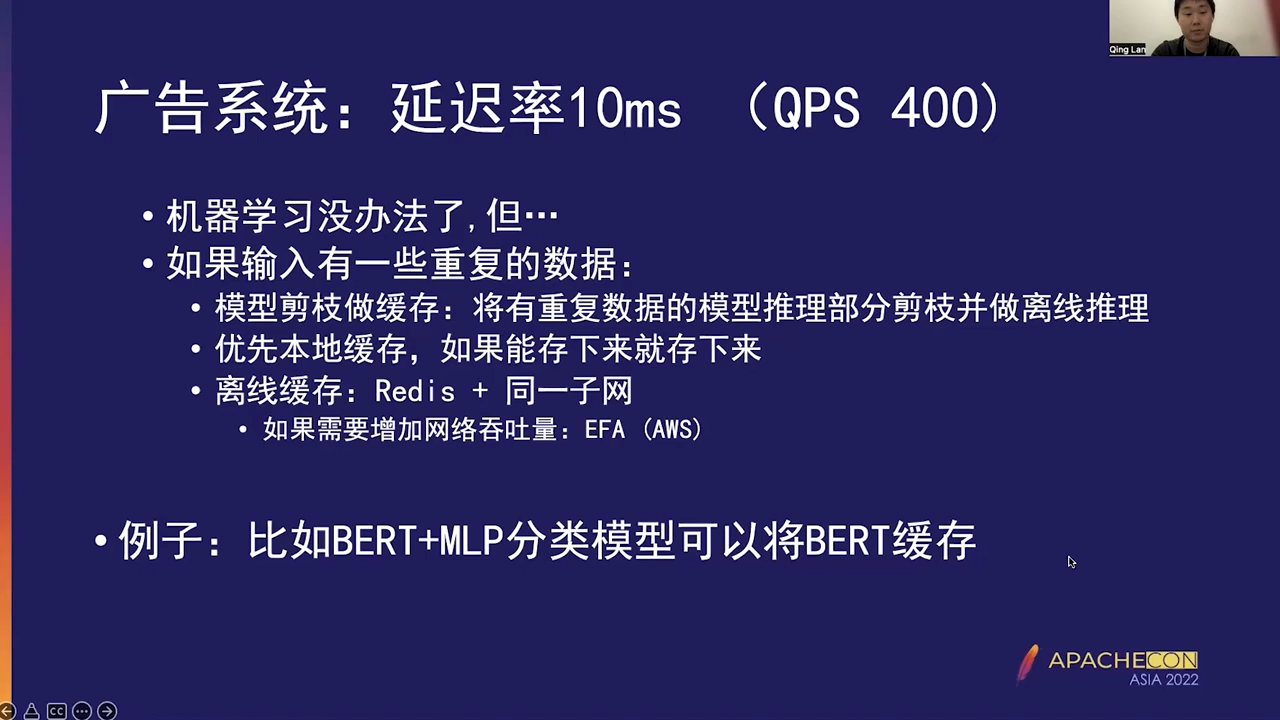 Qing Lan
广告系统：延迟率10ms （QPS 400）
• 机器学习没办法了,但…
• 如果输入有一些重复的数据：
• 模型剪枝做缓存：将有重复数据的模型推理部分剪枝并做离线推理
• 优先本地缓存，如果能存下来就存下来
• 离线缓存：Redis + 同一子网
• 如果需要增加网络吞吐量：EFA (AWS)
• 例子：比如BERT+MLP分类模型可以将BERT缓存
APACHECON
ASIA 2022
CC